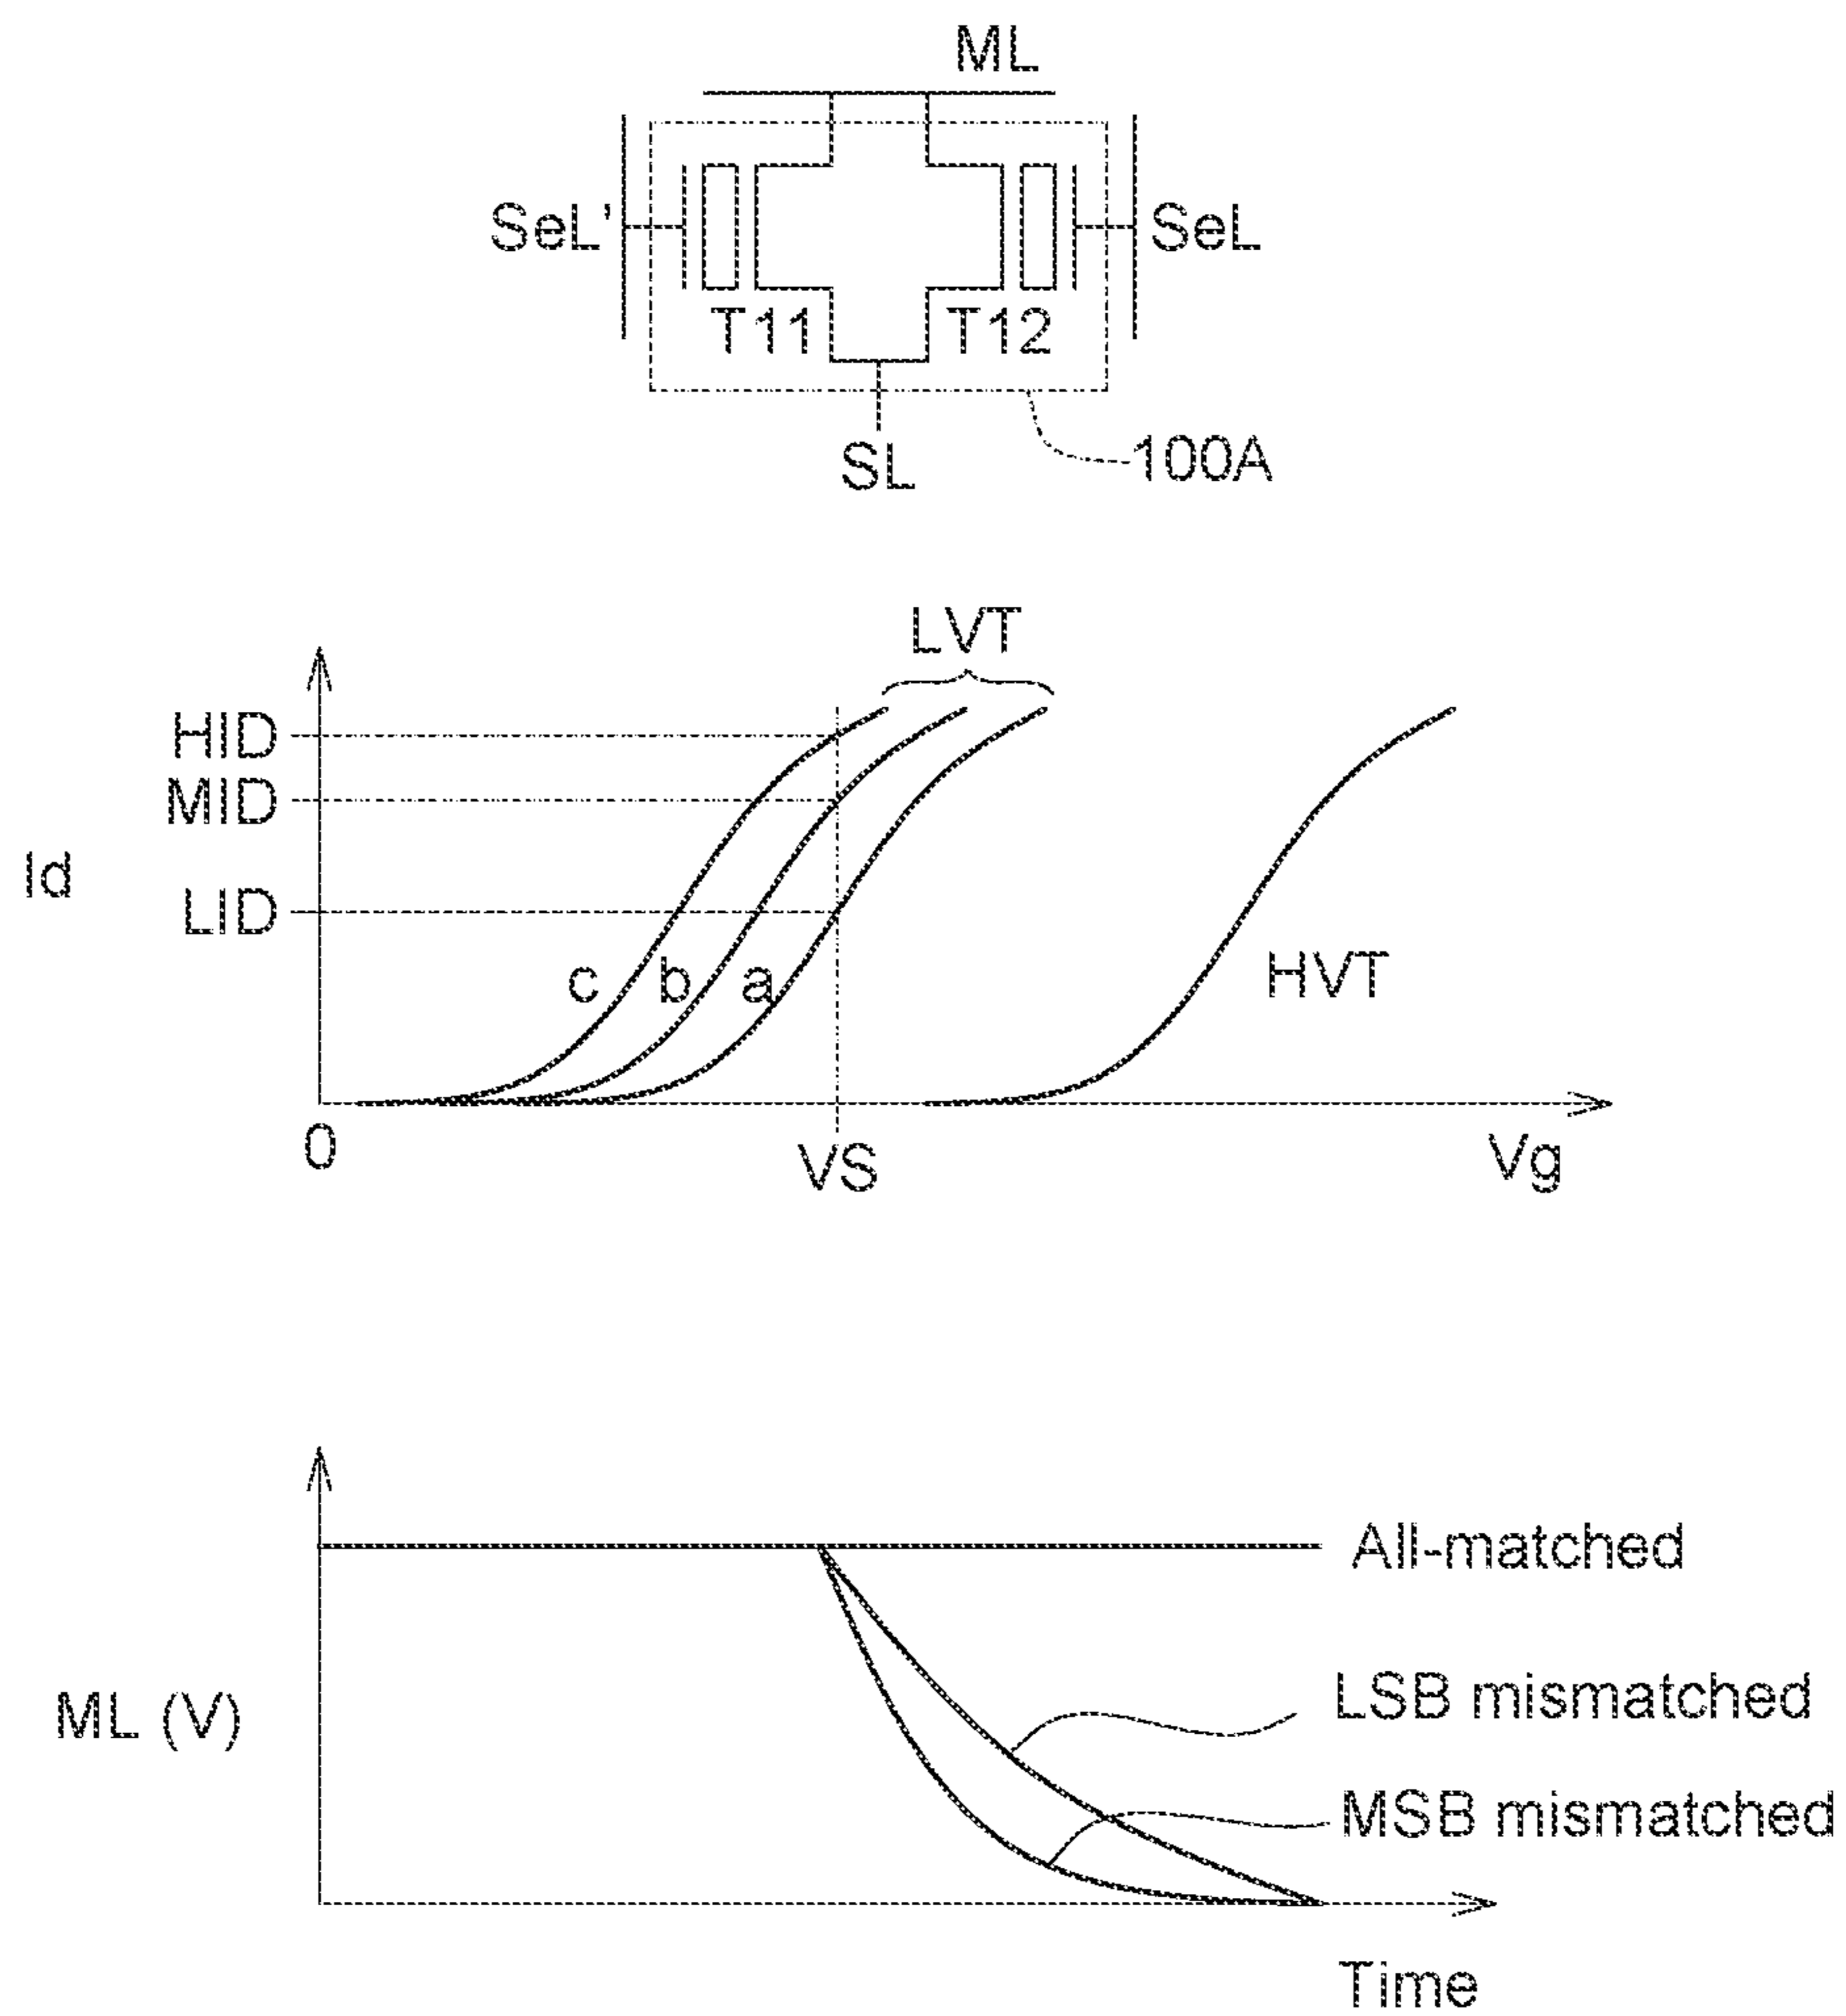 ML
SeL'
SeL
T11
T12
SL
100A
LVT
HID
MID
LID
Id
c
b
a
HVT
0
VS
Vg
All-matched
LSB mismatched
ML (V)
MSB mismatched
Time